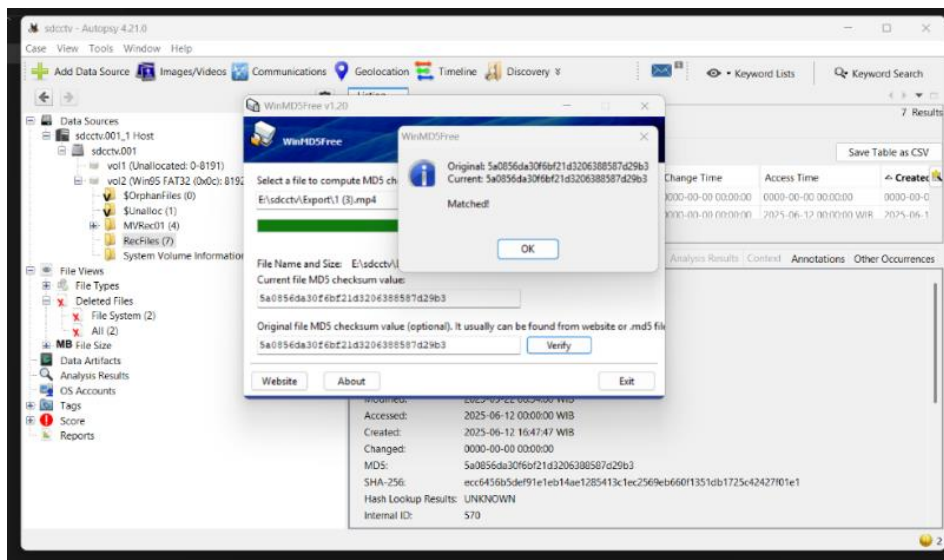 sdcctv - Autopsy 4.21.0
Case View Tools Window Help
Add Data Source Images/Videos Communications Geolocation Timeline Discovery Keyword Lists Keyword Search
Listing
7 Results
Save Table as CSV
Data Sources
sdcctv.001_1 Host
sdcctv.001
vol1 (Unallocated: 0-8191)
vol2 (Win95 FAT32 (0x0c): 8192
$OrphanFiles (0)
$Unalloc (1)
MVRec01 (4)
RecFiles (7)
System Volume Information
File Views
File Types
Deleted Files
File System (2)
All (2)
MB File Size
Data Artifacts
Analysis Results
OS Accounts
Tags
Score
Reports
WinMD5Free v1.20
WinMD5Free
Select a file to compute MD5 ch
E:\sdcctv\Export\1 (3).mp4
File Name and Size: E:\sdcctv\
Current file MD5 checksum value:
5a0856da30f6bf21d3206388587d29b3
Original file MD5 checksum value (optional). It usually can be found from website or .md5 file
5a0856da30f6bf21d3206388587d29b3
Verify
Website About Exit
WinMD5Free
Original: 5a0856da30f6bf21d3206388587d29b3
Current: 5a0856da30f6bf21d3206388587d29b3
Matched!
OK
Change Time Access Time Created
0000-00-00 00:00:00 0000-00-00 00:00:00 0000-00-0
0000-00-00 00:00:00 2025-06-12 00:00:00 WIB 2025-06-1
Analysis Results Context Annotations Other Occurrences
Accessed: 2025-06-12 00:00:00 WIB
Created: 2025-06-12 16:47:47 WIB
Changed: 0000-00-00 00:00:00
MD5: 5a0856da30f6bf21d3206388587d29b3
SHA-256: ecc6456b5def91e1eb14ae1285413c1ec2569eb660f1351db1725c42427f01e1
Hash Lookup Results: UNKNOWN
Internal ID: 570
2